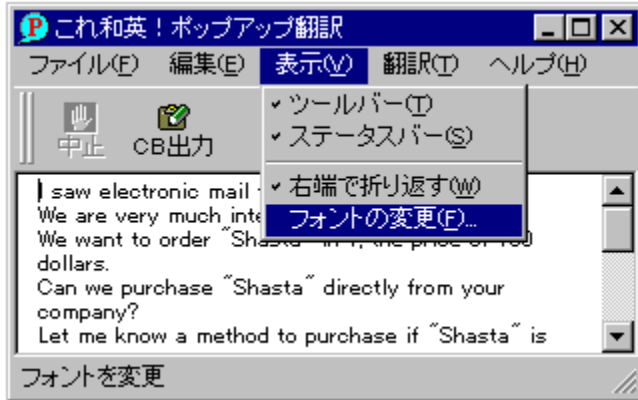 これ和英！ポップアップ翻訳
ファイル(F) 編集(E) 表示(V) 翻訳(T) ヘルプ(H)
中止 CB出力
ツールバー(T)
ステータスバー(S)
右端で折り返す(W)
フォントの変更(F)...
I saw electronic mail
We are very much
We want to order "Shasta"
dollars.
Can we purchase "Shasta" directly from your
company?
Let me know a method to purchase if "Shasta" is
フォントを変更